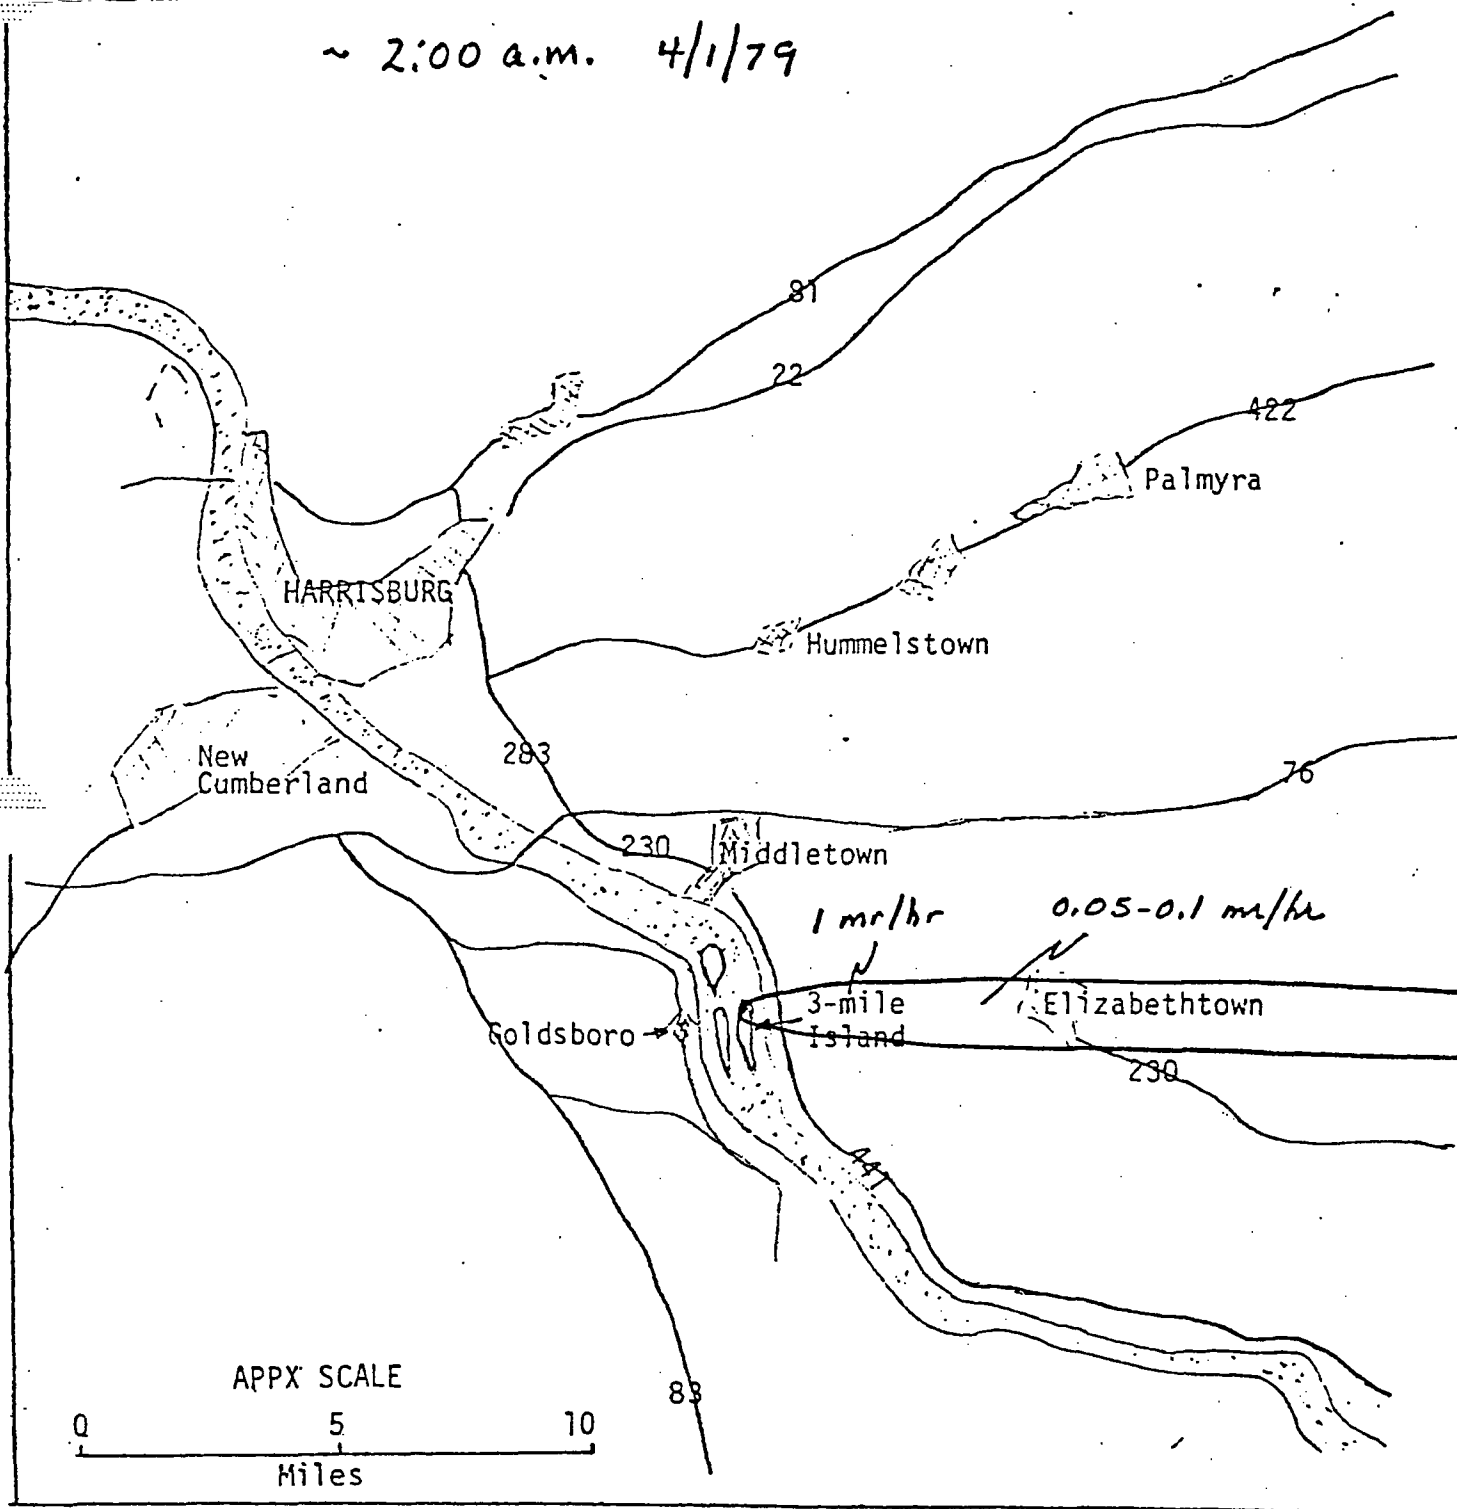 ~ 2:00 a.m. 4/1/79
81
22
422
Palmyra
HARRISBURG
Hummelstown
283
New
Cumberland
76
230
Middletown
1 mr/hr
0.05-0.1 mr/hr
3-mile
Island
Elizabethtown
Goldsboro
230
441
APPX SCALE
83
0 5 10
Miles